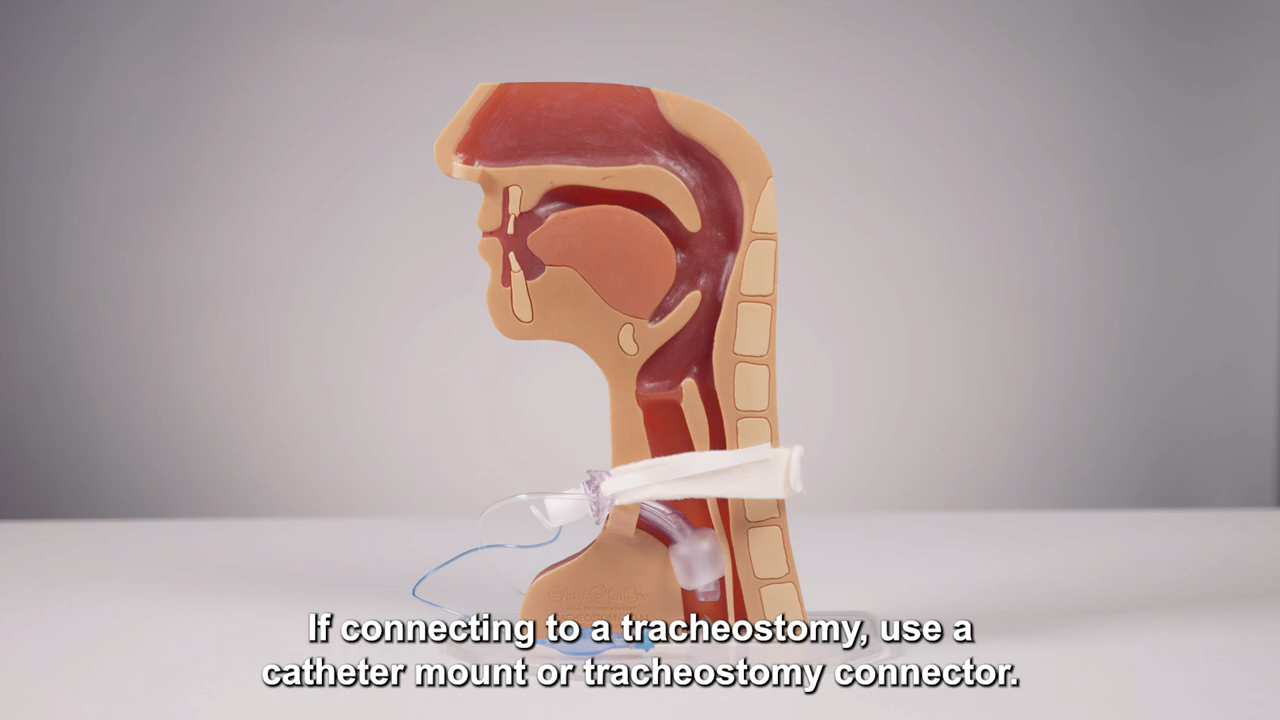 If connecting to a tracheostomy, use a
catheter mount or tracheostomy connector.